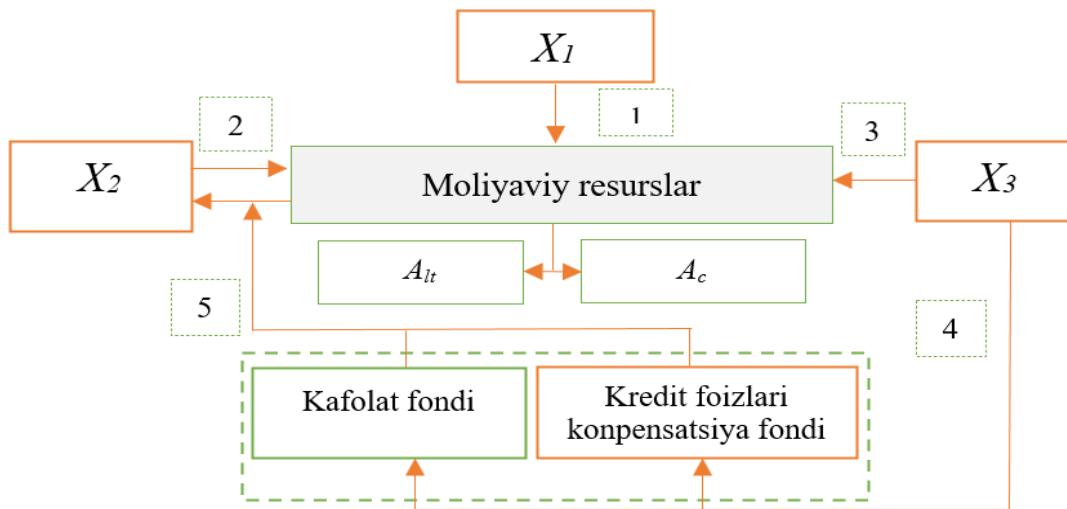 X1
1
2
3
X2
Moliyaviy resurslar
X3
Alt
Ac
5
4
Kafolat fondi
Kredit foizlari
konpensatsiya fondi